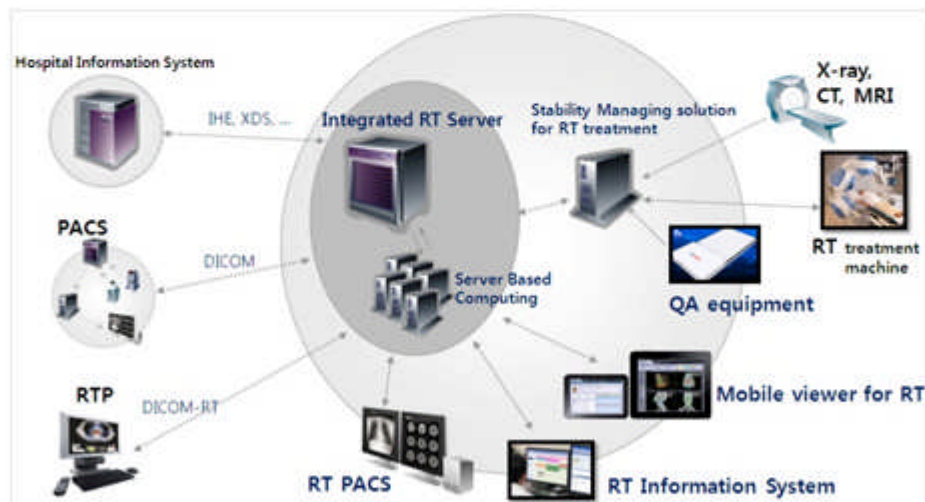 Hospital Information System
IHE, XDS, ...
Integrated RT Server
Stability Managing solution
for RT treatment
X-ray,
CT, MRI
PACS
DICOM
Server Based
Computing
RT treatment
machine
QA equipment
RTP
DICOM-RT
Mobile viewer for RT
RT PACS
RT Information System